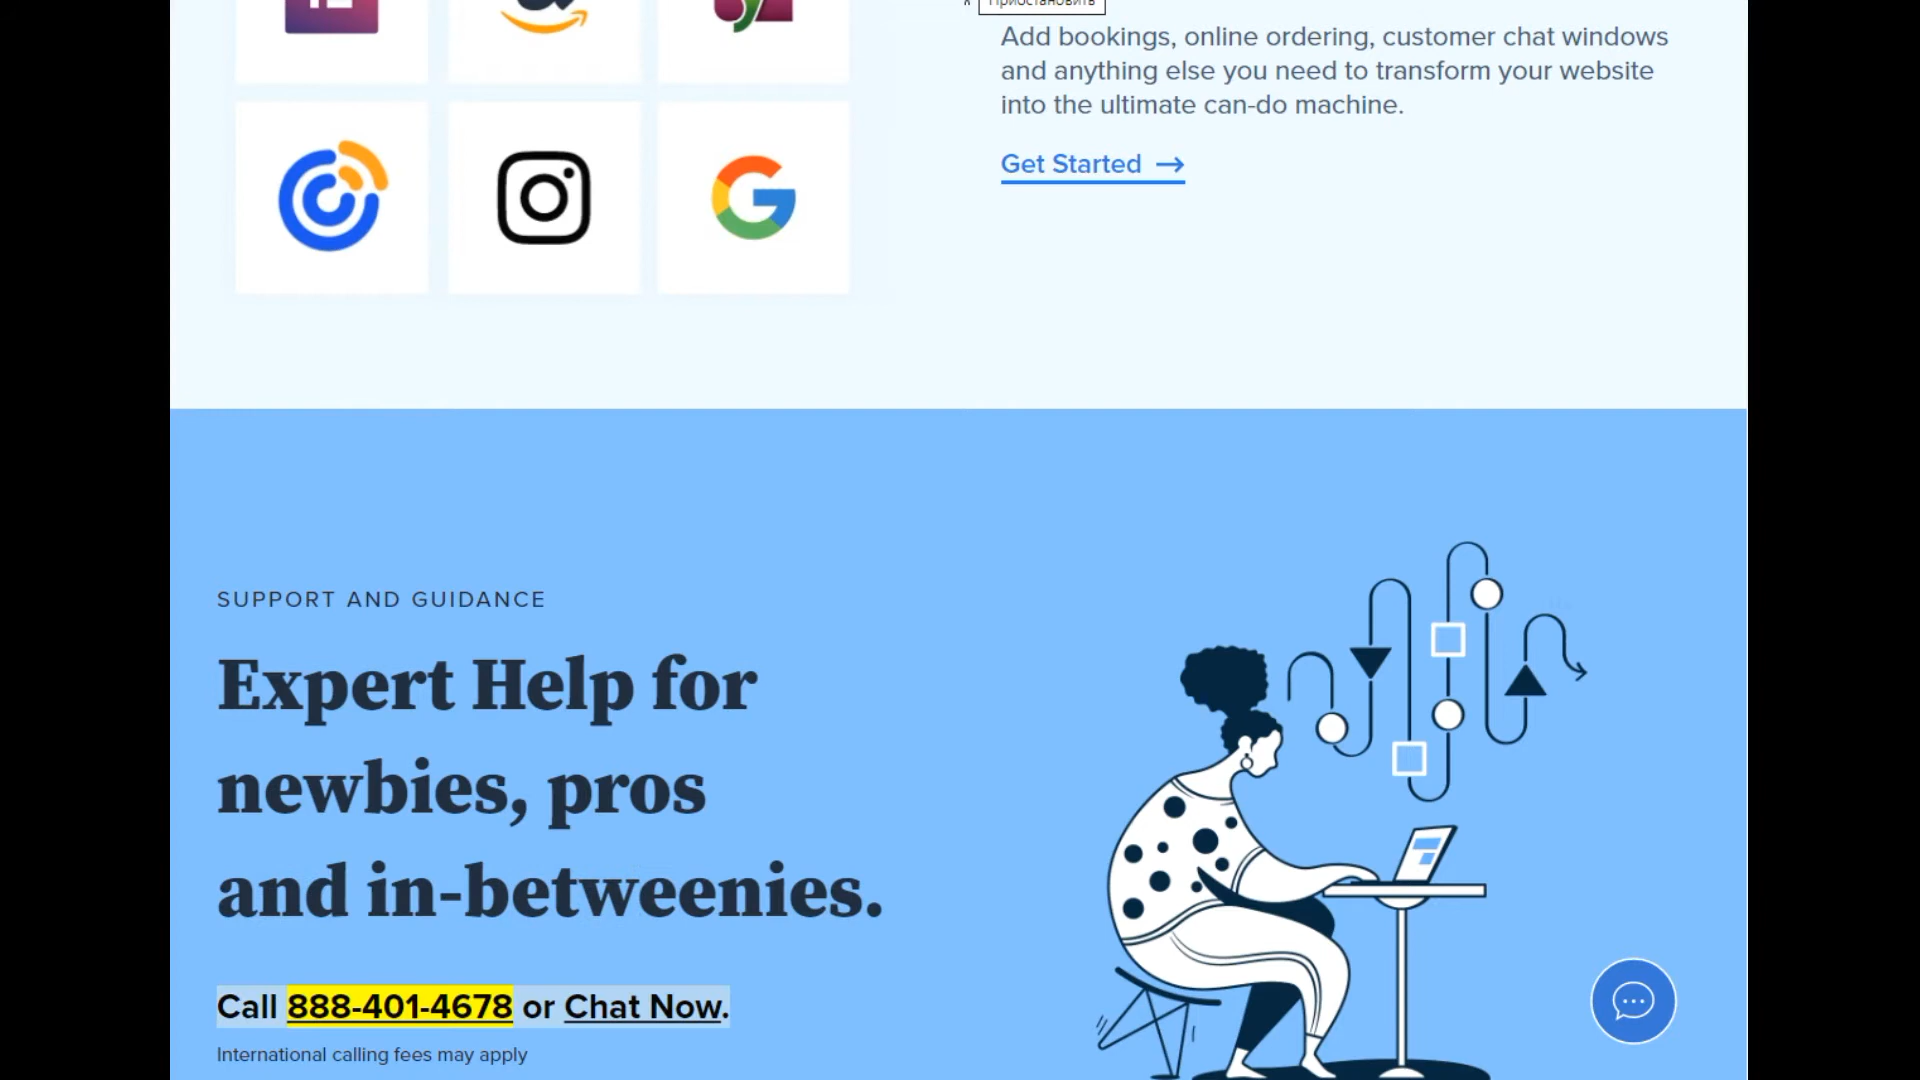 Приостановить
Add bookings, online ordering, customer chat windows
and anything else you need to transform your website
into the ultimate can-do machine.
Get Started →
SUPPORT AND GUIDANCE
Expert Help for
newbies, pros
and in-betweenies.
Call 888-401-4678 or Chat Now.
International calling fees may apply